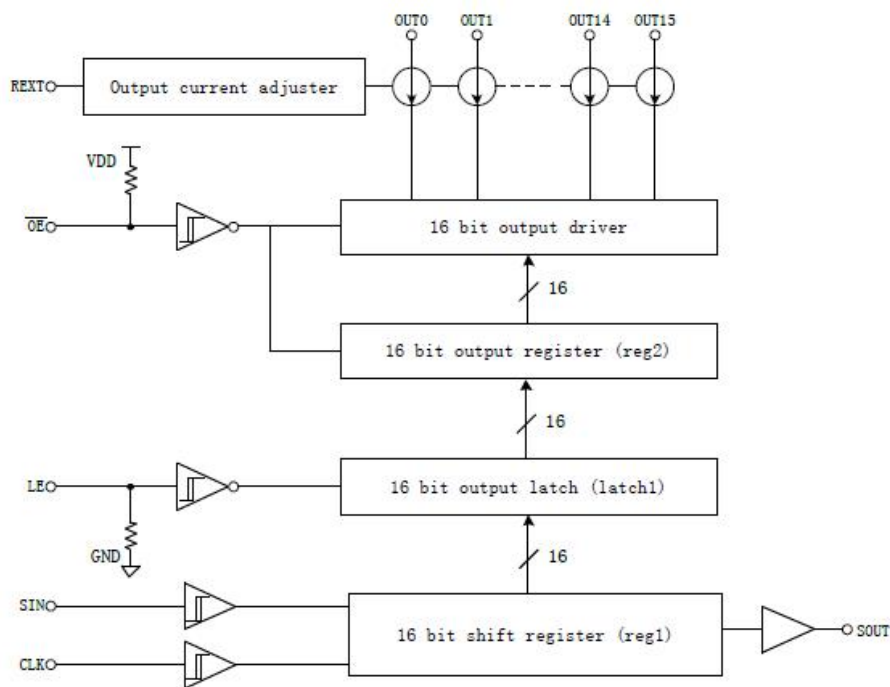 OUT0 OUT1 OUT14 OUT15
REXT Output current adjuster
VDD
OE 16 bit output driver
16
16 bit output register (reg2)
16
LE 16 bit output latch (latch1)
GND 16
SIN
16 bit shift register (reg1) SOUT
CLK